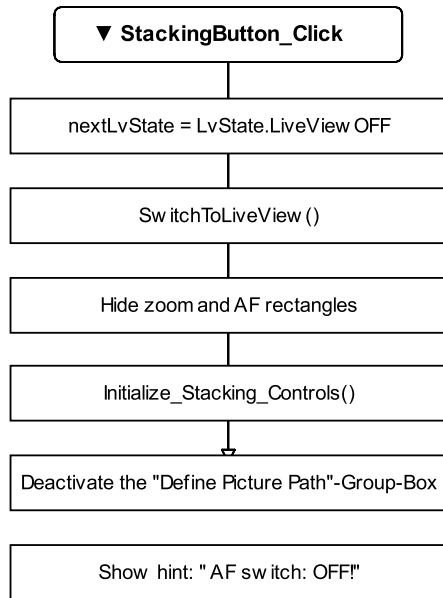 ▼ StackingButton_Click
nextLvState = LvState.LiveView OFF
SwitchToLiveView ()
Hide zoom and AF rectangles
Initialize_Stacking_Controls()
Deactivate the "Define Picture Path"-Group-Box
Show hint: " AF switch: OFF!"